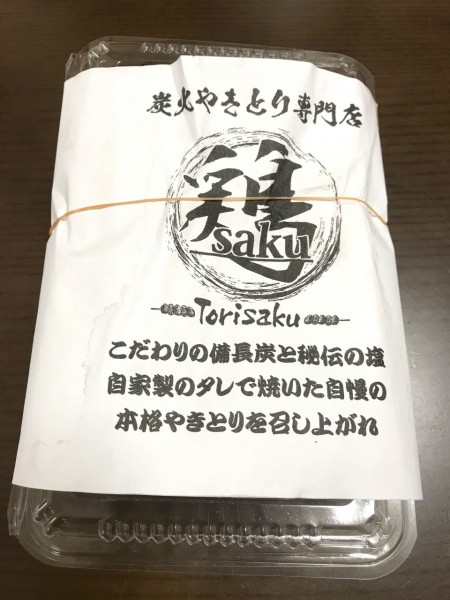 炭火やきとり専門店
鶏
saku
Torisaku
こだわりの備長炭と秘伝の塩
自家製のタレで焼いた自慢の
本格やきとりを召し上がれ